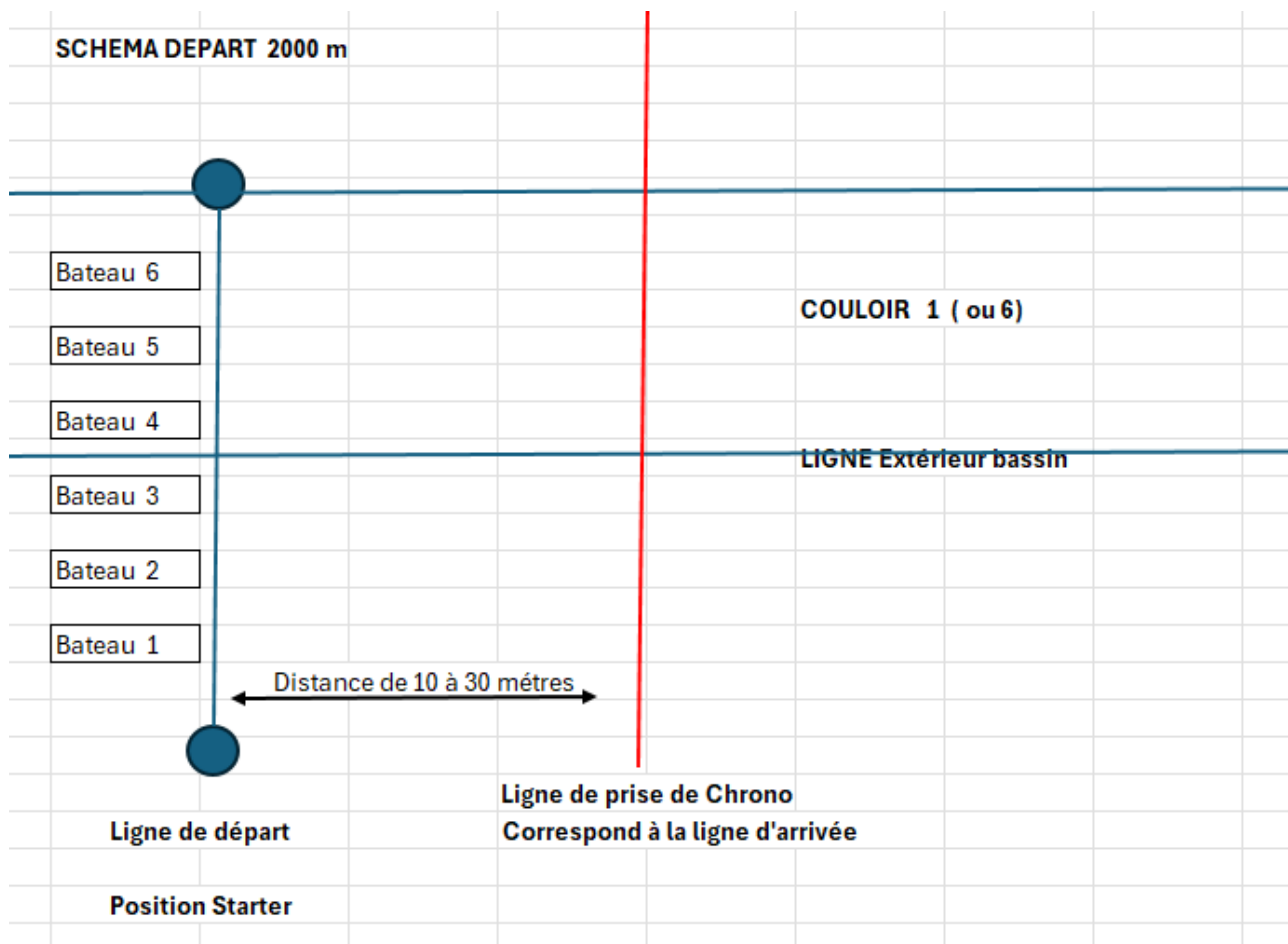 SCHEMA DEPART 2000 m
Bateau 6
COULOIR 1 ( ou 6)
Bateau 5
Bateau 4
LIGNE Extérieur bassin
Bateau 3
Bateau 2
Bateau 1
Distance de 10 à 30 métres
Ligne de prise de Chrono
Ligne de départ
Correspond à la ligne d'arrivée
Position Starter